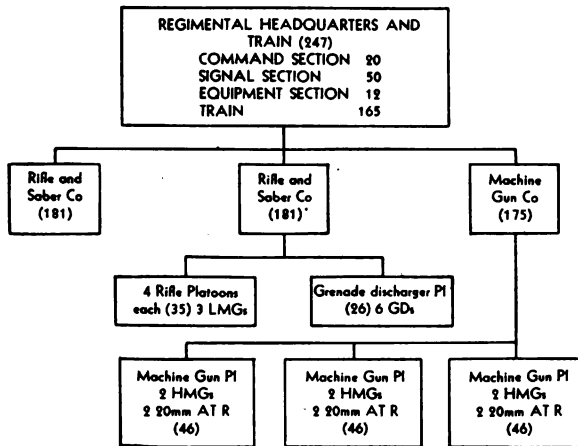 REGIMENTAL HEADQUARTERS AND
TRAIN (247)
COMMAND SECTION 20
SIGNAL SECTION 50
EQUIPMENT SECTION 12
TRAIN 165
Rifle and
Saber Co
(181)
Rifle and
Saber Co
(181)
Machine
Gun Co
(175)
4 Rifle Platoons
each (35) 3 LMGs
Grenade discharger Pl
(26) 6 GDs
Machine Gun Pl
2 HMGs
2 20mm AT R
(46)
Machine Gun Pl
2 HMGs
2 20mm AT R
(46)
Machine Gun Pl
2 HMGs
2 20mm AT R
(46)